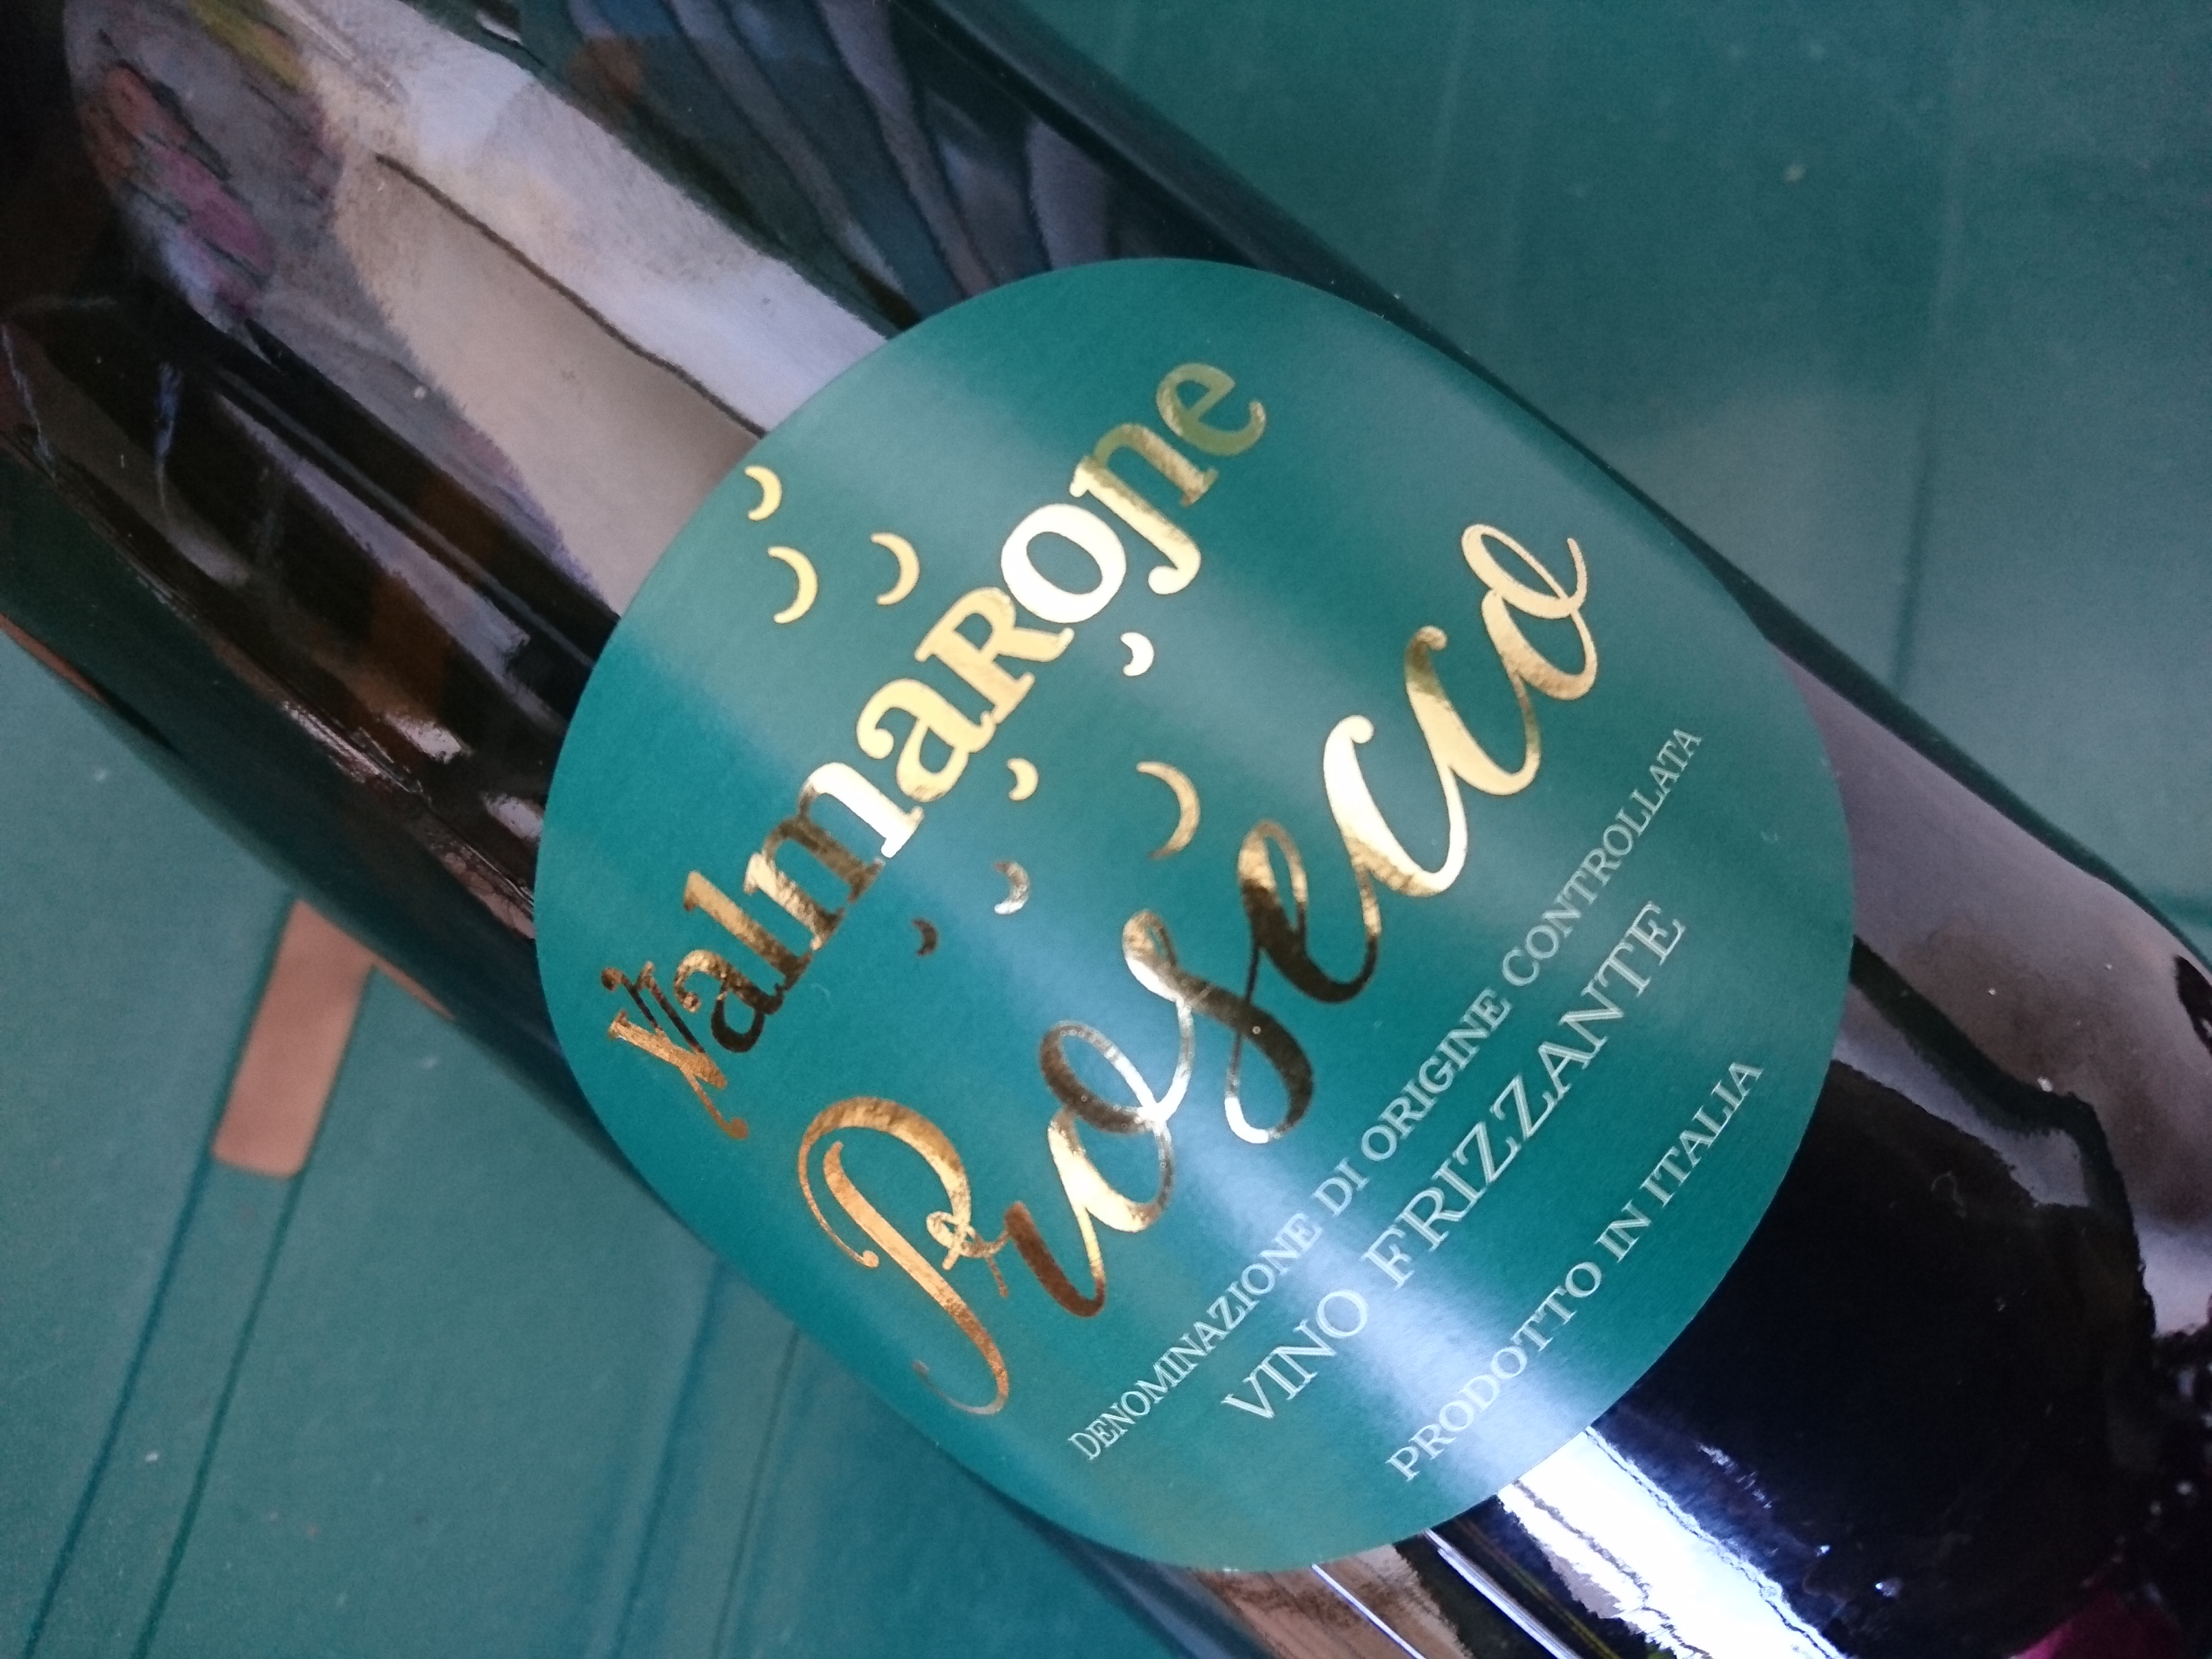 Valmarone
Prosecco
DENOMINAZIONE DI ORIGINE CONTROLLATA
VINO FRIZZANTE
PRODOTTO IN ITALIA